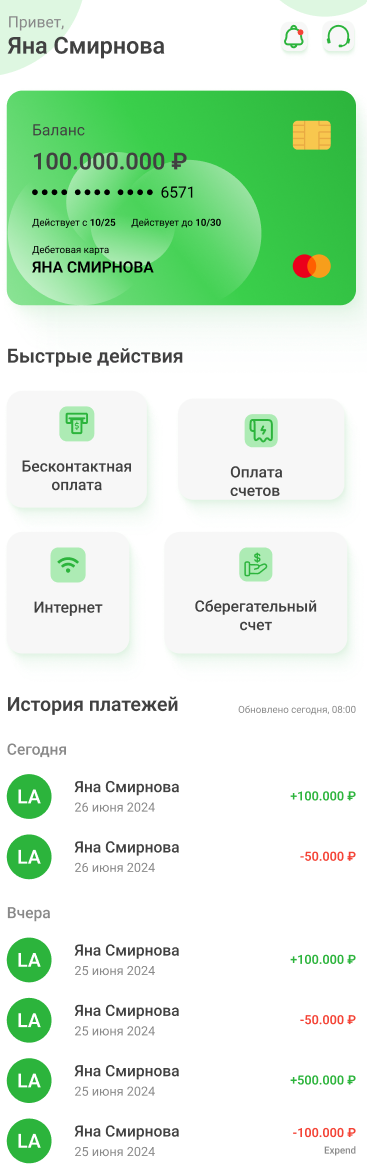 Привет,
Яна Смирнова
Баланс
100.000.000 ₽
•••• •••• •••• 6571
Действует с 10/25 Действует до 10/30
Дебетовая карта
ЯНА СМИРНОВА
Быстрые действия
Бесконтактная
оплата
Оплата
счетов
Интернет
Сберегательный
счет
История платежей
Обновлено сегодня, 08:00
Сегодня
LA
Яна Смирнова
26 июня 2024
+100.000 ₽
LA
Яна Смирнова
26 июня 2024
-50.000 ₽
Вчера
LA
Яна Смирнова
25 июня 2024
+100.000 ₽
LA
Яна Смирнова
25 июня 2024
-50.000 ₽
LA
Яна Смирнова
25 июня 2024
+500.000 ₽
LA
Яна Смирнова
25 июня 2024
-100.000 ₽
Expend